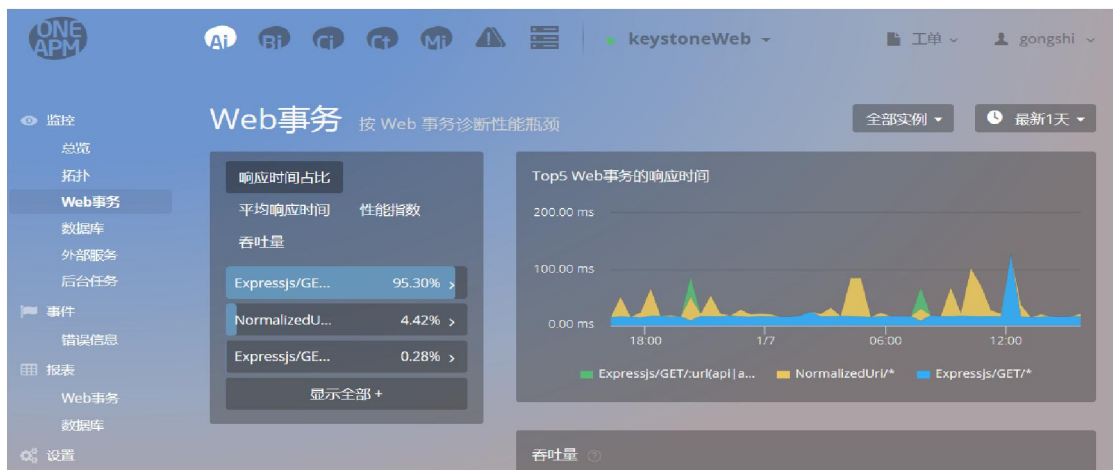 ONE
APM
Ai Bi Ci Ct Mi
keystoneWeb
工单
gongshi
监控
总览
拓扑
Web事务
数据库
外部服务
后台任务
事件
错误信息
报表
Web事务
数据库
设置
Web事务 按 Web 事务诊断性能瓶颈
全部实例
最新1天
响应时间占比
平均响应时间 性能指数
吞吐量
Expressjs/GE... 95.30% >
NormalizedU... 4.42% >
Expressjs/GE... 0.28% >
显示全部 +
Top5 Web事务的响应时间
200.00 ms
100.00 ms
0.00 ms
18:00 1/7 06:00 12:00
Expressjs/GET/:url(api|a... NormalizedUri/* Expressjs/GET/*
吞吐量 ?